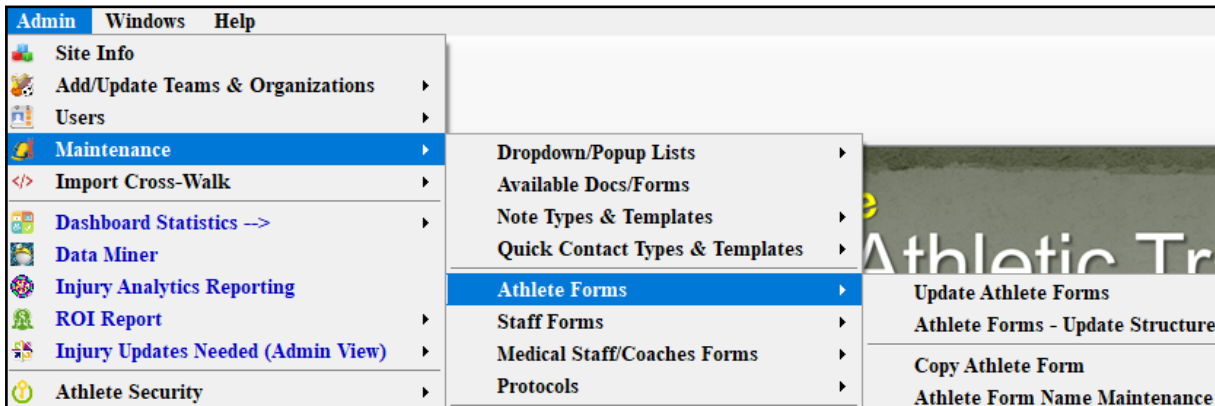 Admin Windows Help
Site Info
Add/Update Teams & Organizations
Users
Maintenance
Import Cross-Walk
Dashboard Statistics -->
Data Miner
Injury Analytics Reporting
ROI Report
Injury Updates Needed (Admin View)
Athlete Security
Dropdown/Popup Lists
Available Docs/Forms
Note Types & Templates
Quick Contact Types & Templates
Athlete Forms
Staff Forms
Medical Staff/Coaches Forms
Protocols
e
Athletic Tr
Update Athlete Forms
Athlete Forms - Update Structure
Copy Athlete Form
Athlete Form Name Maintenance